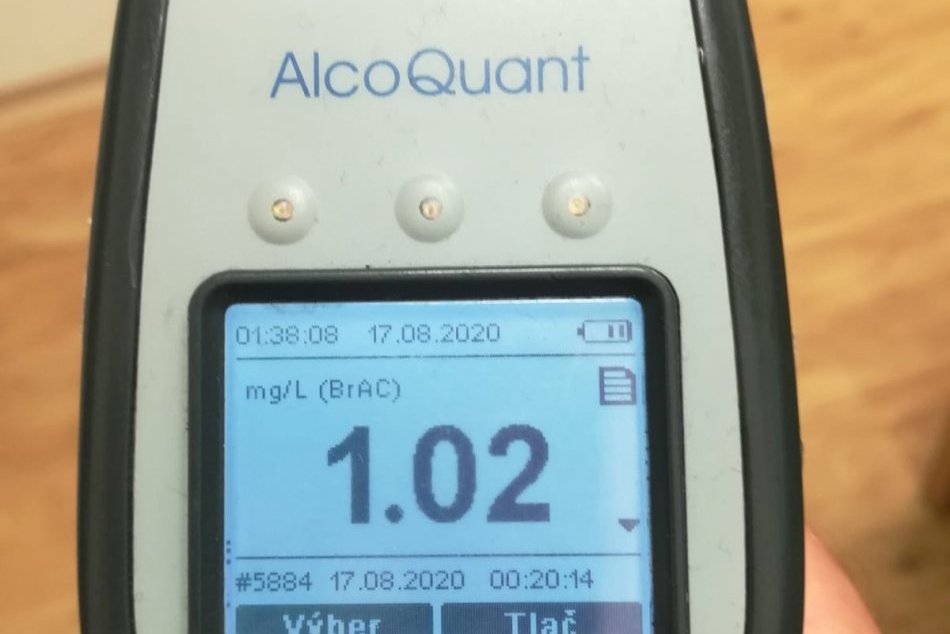 AlcoQuant
01:38:08 17.08.2020
mg/L (BrAC)
1.02
#5884 17.08.2020 00:20:14
Výber Tlač